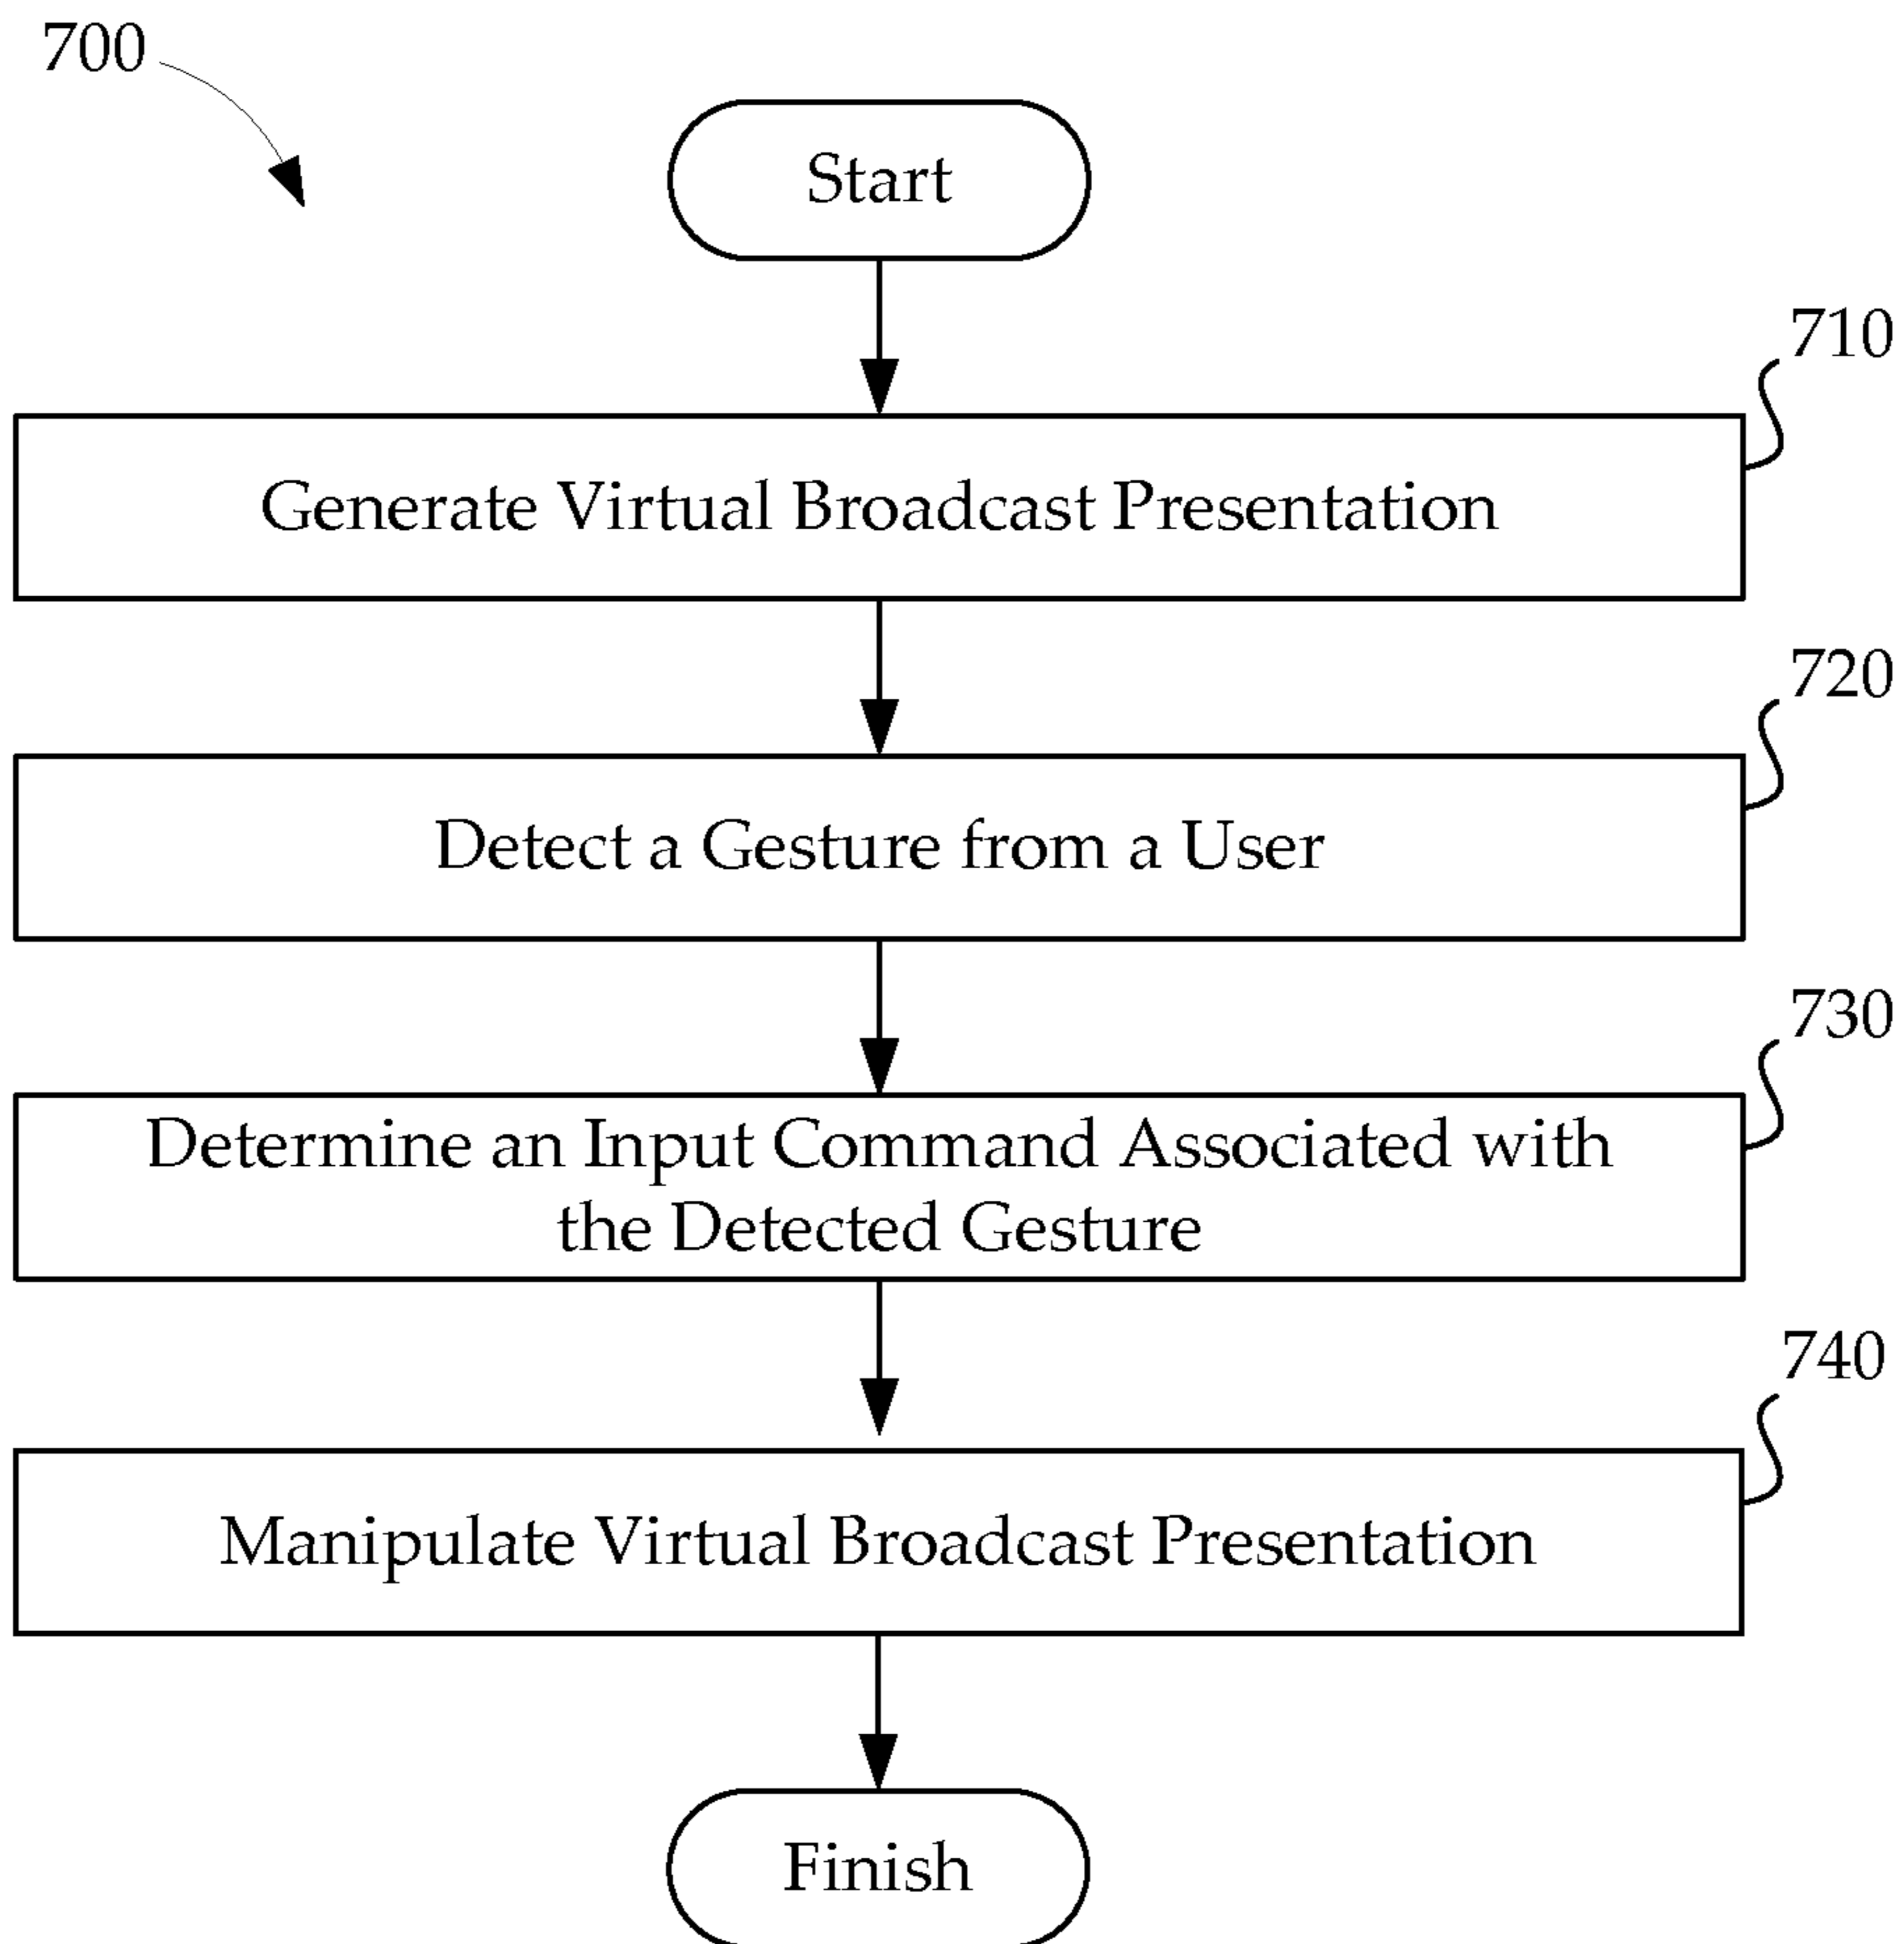 700
Start
710
Generate Virtual Broadcast Presentation
720
Detect a Gesture from a User
730
Determine an Input Command Associated with
the Detected Gesture
740
Manipulate Virtual Broadcast Presentation
Finish